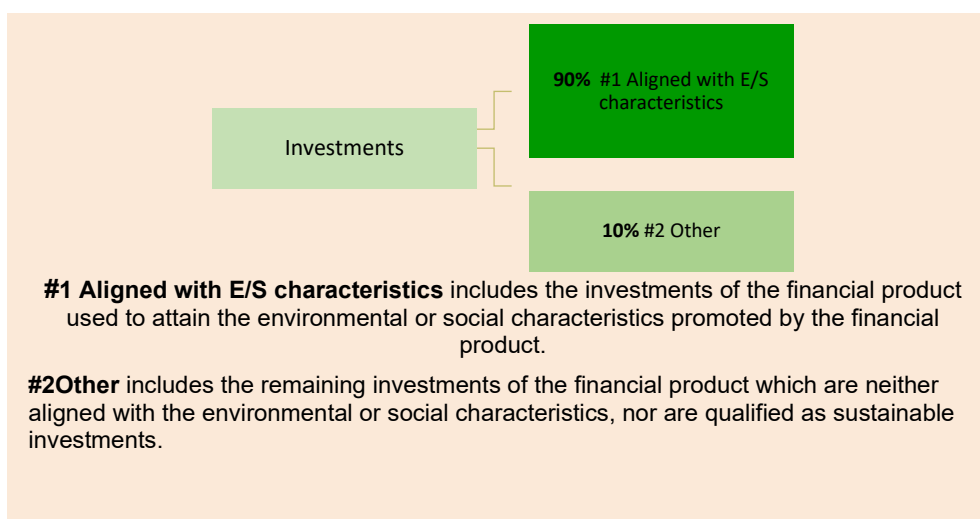 90% #1 Aligned with E/S
characteristics
Investments
10% #2 Other
#1 Aligned with E/S characteristics includes the investments of the financial product
used to attain the environmental or social characteristics promoted by the financial
product.
#2Other includes the remaining investments of the financial product which are neither
aligned with the environmental or social characteristics, nor are qualified as sustainable
investments.